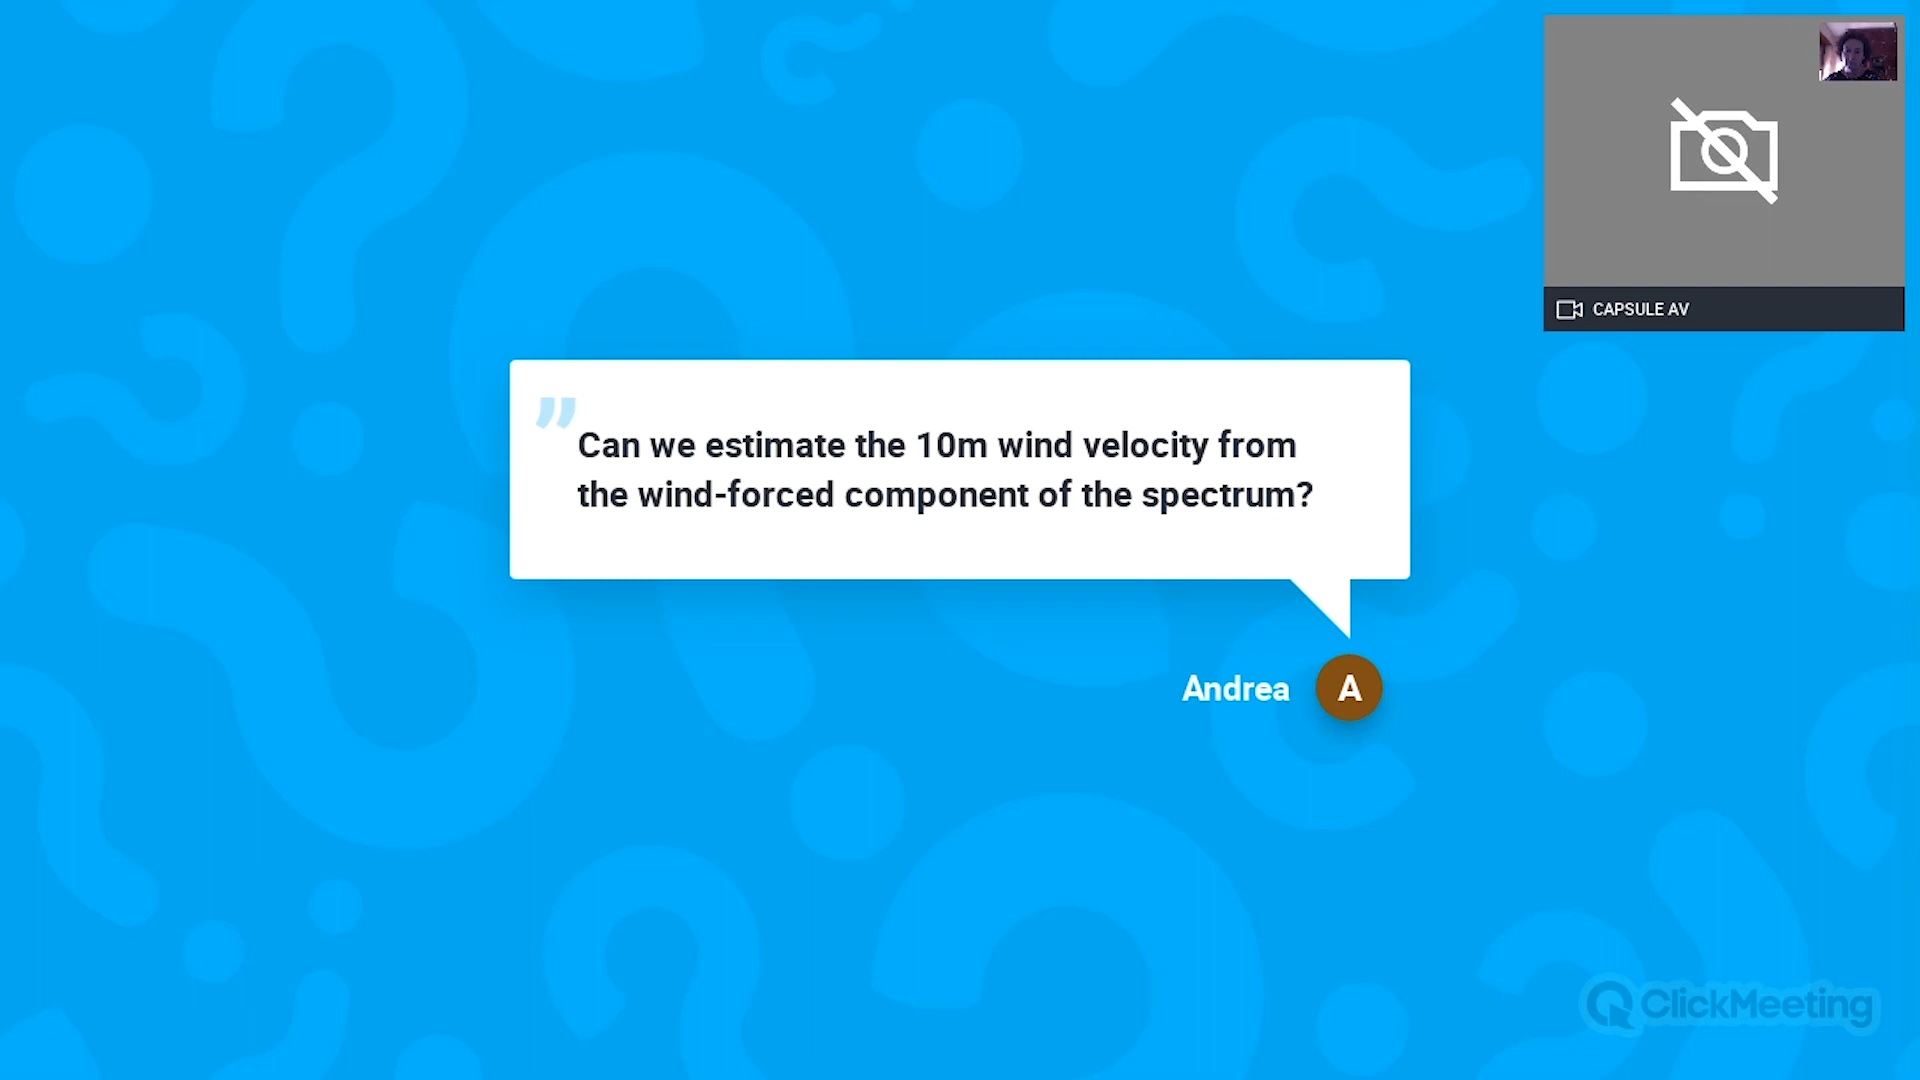 CAPSULE AV
” Can we estimate the 10m wind velocity from
the wind-forced component of the spectrum?
Andrea A
ClickMeeting